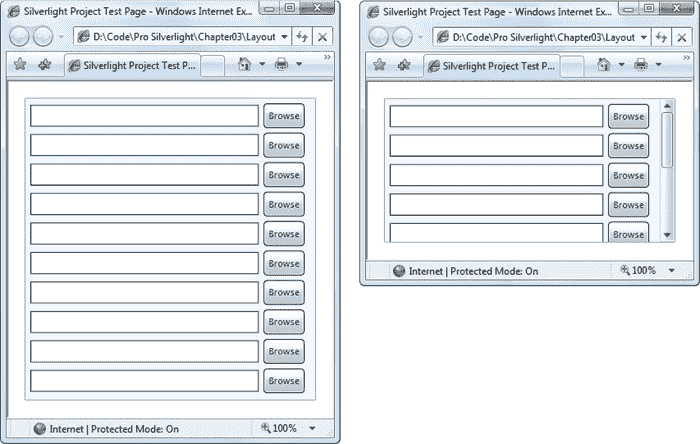 Silverlight Project Test Page - Windows Internet Ex...
D:\Code\Pro Silverlight\Chapter03\Layout
Silverlight Project Test P...
Browse
Browse
Browse
Browse
Browse
Browse
Browse
Browse
Browse
Browse
Internet | Protected Mode: On
100%
Silverlight Project Test Page - Windows Internet Ex...
D:\Code\Pro Silverlight\Chapter03\Layout
Silverlight Project Test P...
Browse
Browse
Browse
Browse
Browse
Internet | Protected Mode: On
100%